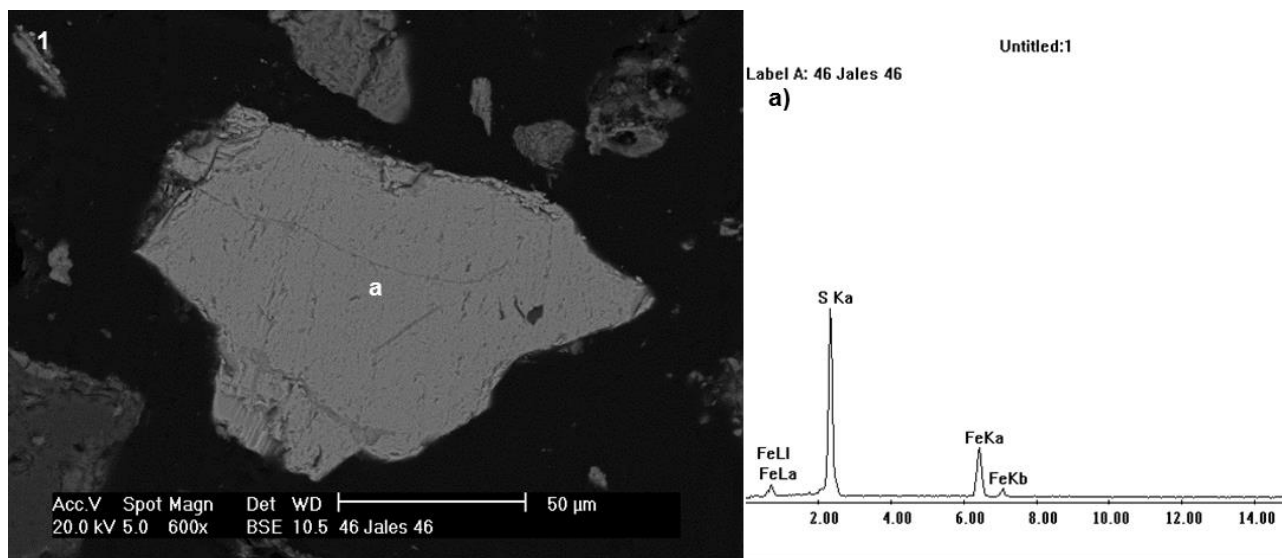 1
a
Acc.V Spot Magn Det WD 50 µm
20.0 kV 5.0 600x BSE 10.5 46 Jales 46
Untitled:1
Label A: 46 Jales 46
a)
S Ka
FeLl
FeLa
FeKa
FeKb
2.00 4.00 6.00 8.00 10.00 12.00 14.00